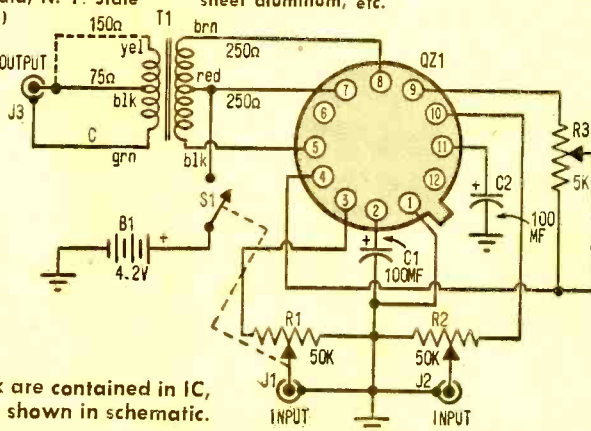 N. Y. State
sheet aluminum, etc.
)
T1
150Ω
yel
brn
250Ω
QZ1
OUTPUT
75Ω
red
7
8
9
J3
blk
250Ω
6
10
R3
C
5
11
5K
grn
blk
4
12
+
C2
S1
3
2
1
100
MF
B1
+
+
C1
4.2V
100MF
R1
R2
50K
50K
k are contained in IC,
J1
J2
shown in schematic.
INPUT
INPUT